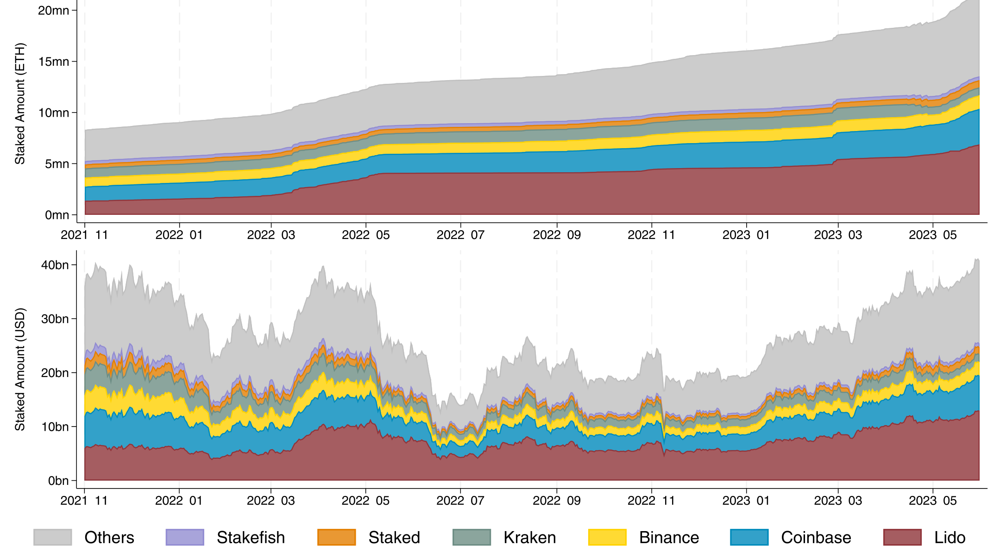 20mn
15mn
10mn
5mn
0mn
Staked Amount (ETH)
2021 11 2022 01 2022 03 2022 05 2022 07 2022 09 2022 11 2023 01 2023 03 2023 05
40bn
30bn
20bn
10bn
0bn
Staked Amount (USD)
2021 11 2022 01 2022 03 2022 05 2022 07 2022 09 2022 11 2023 01 2023 03 2023 05
Others Stakefish Staked Kraken Binance Coinbase Lido